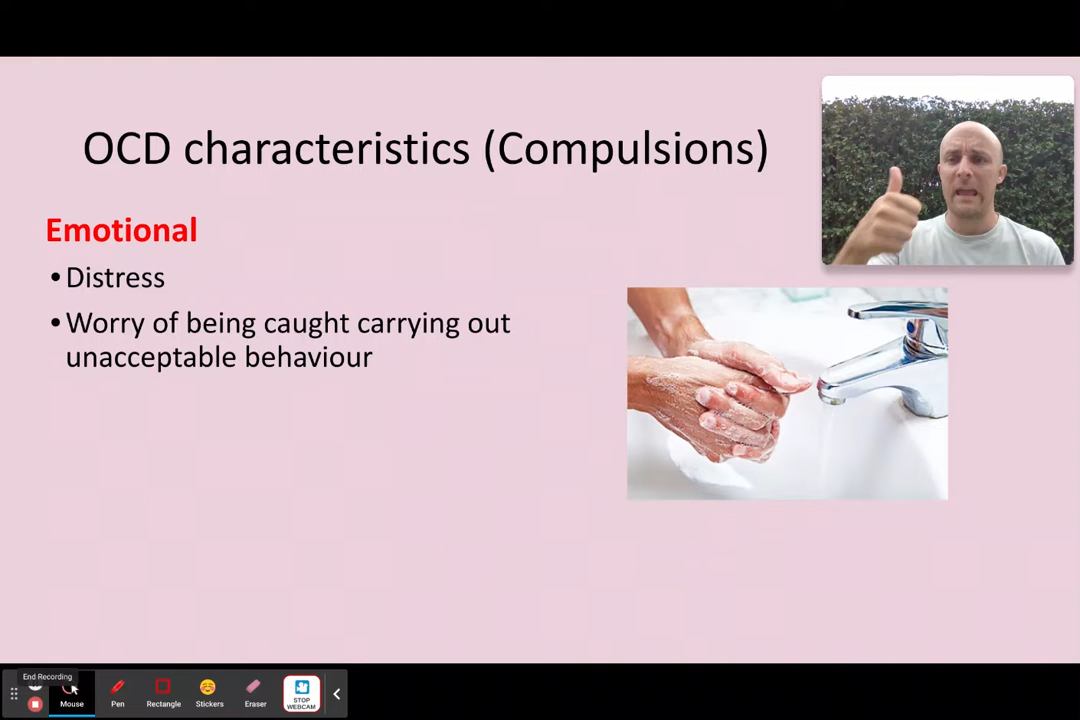 OCD characteristics (Compulsions)
Emotional
•Distress
•Worry of being caught carrying out
unacceptable behaviour
End Recording
Mouse
Pen
Rectangle
Stickers
Eraser
STOP
WEBCAM